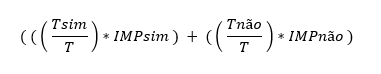 ( ( ( Tsim/T ) * IMPsim ) + ( ( Tnão/T ) * IMPnão )